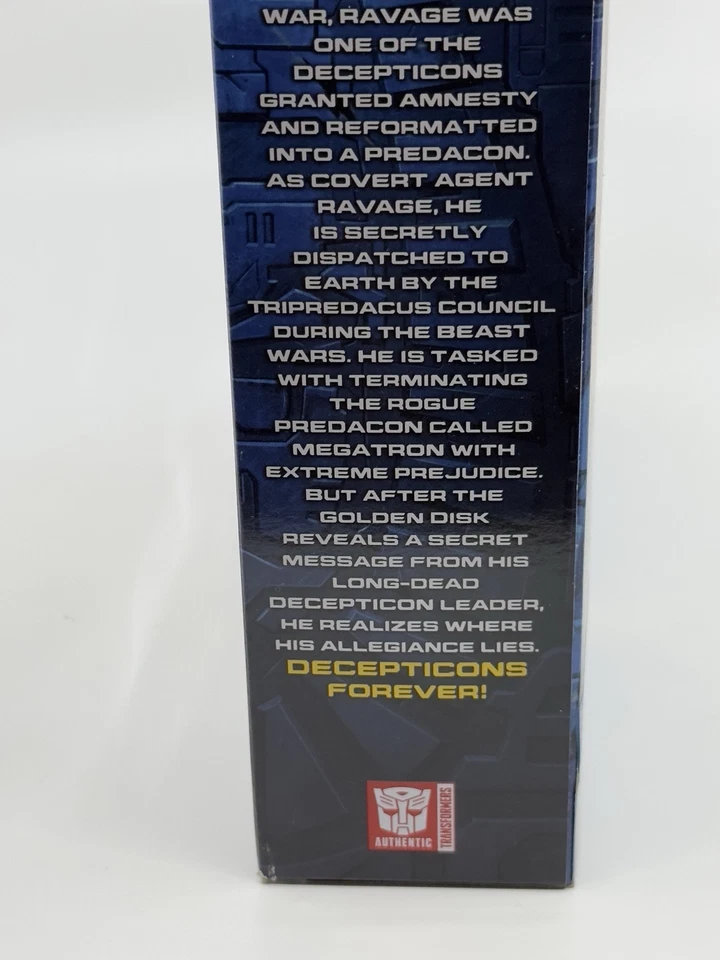 WAR, RAVAGE WAS
ONE OF THE
DECEPTICONS
GRANTED AMNESTY
AND REFORMATTED
INTO A PREDACON.
AS COVERT AGENT
RAVAGE, HE
IS SECRETLY
DISPATCHED TO
EARTH BY THE
TRIPREDACUS COUNCIL
DURING THE BEAST
WARS. HE IS TASKED
WITH TERMINATING
THE ROGUE
PREDACON CALLED
MEGATRON WITH
EXTREME PREJUDICE.
BUT AFTER THE
GOLDEN DISK
REVEALS A SECRET
MESSAGE FROM HIS
LONG-DEAD
DECEPTICON LEADER,
HE REALIZES WHERE
HIS ALLEGIANCE LIES.
DECEPTICONS
FOREVER!
AUTHENTIC
TRANSFORMERS